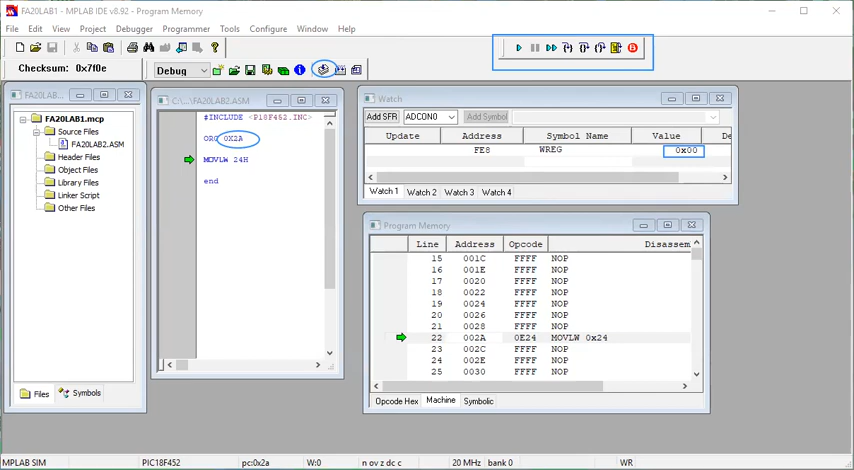 FA20LAB1 - MPLAB IDE v8.92 - Program Memory
File Edit View Project Debugger Programmer Tools Configure Window Help
Checksum: 0x7f0e
Debug
FA20LAB...
FA20LAB1.mcp
Source Files
FA20LAB2.ASM
Header Files
Object Files
Library Files
Linker Script
Other Files
Files Symbols
C:\...\FA20LAB2.ASM
#INCLUDE <P18F452.INC>
ORG 0X2A
MOVLW 24H
end
Watch
Add SFR ADCON0 Add Symbol
Update Address Symbol Name Value
FE8 WREG 0x00
Watch 1 Watch 2 Watch 3 Watch 4
Program Memory
Line Address Opcode Disassem
15 001C FFFF NOP
16 001E FFFF NOP
17 0020 FFFF NOP
18 0022 FFFF NOP
19 0024 FFFF NOP
20 0026 FFFF NOP
21 0028 FFFF NOP
22 002A 0E24 MOVLW 0x24
23 002C FFFF NOP
24 002E FFFF NOP
25 0030 FFFF NOP
Opcode Hex Machine Symbolic
MPLAB SIM PIC18F452 pc:0x2a W:0 n ov z dc c 20 MHz bank 0 WR